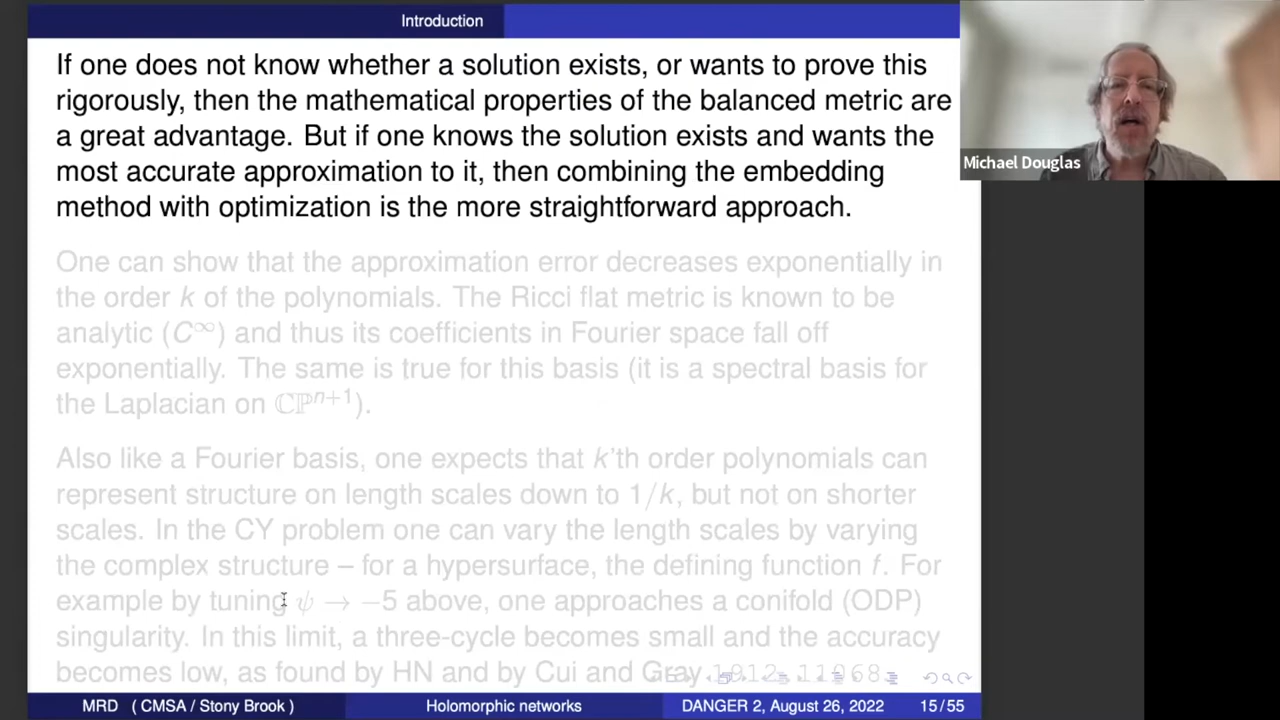 Introduction
If one does not know whether a solution exists, or wants to prove this
rigorously, then the mathematical properties of the balanced metric are
a great advantage. But if one knows the solution exists and wants the
most accurate approximation to it, then combining the embedding
method with optimization is the more straightforward approach.
One can show that the approximation error decreases exponentially in
the order k of the polynomials. The Ricci flat metric is known to be
analytic (C∞) and thus its coefficients in Fourier space fall off
exponentially. The same is true for this basis (it is a spectral basis for
the Laplacian on ℂℙⁿ⁺¹).
Also like a Fourier basis, one expects that k'th order polynomials can
represent structure on length scales down to 1/k, but not on shorter
scales. In the CY problem one can vary the length scales by varying
the complex structure – for a hypersurface, the defining function f. For
example by tuning ψ → −5 above, one approaches a conifold (ODP)
singularity. In this limit, a three-cycle becomes small and the accuracy
becomes low, as found by HN and by Cui and Gray 1912.11068.
MRD ( CMSA / Stony Brook )
Holomorphic networks
DANGER 2, August 26, 2022
15 / 55
Michael Douglas